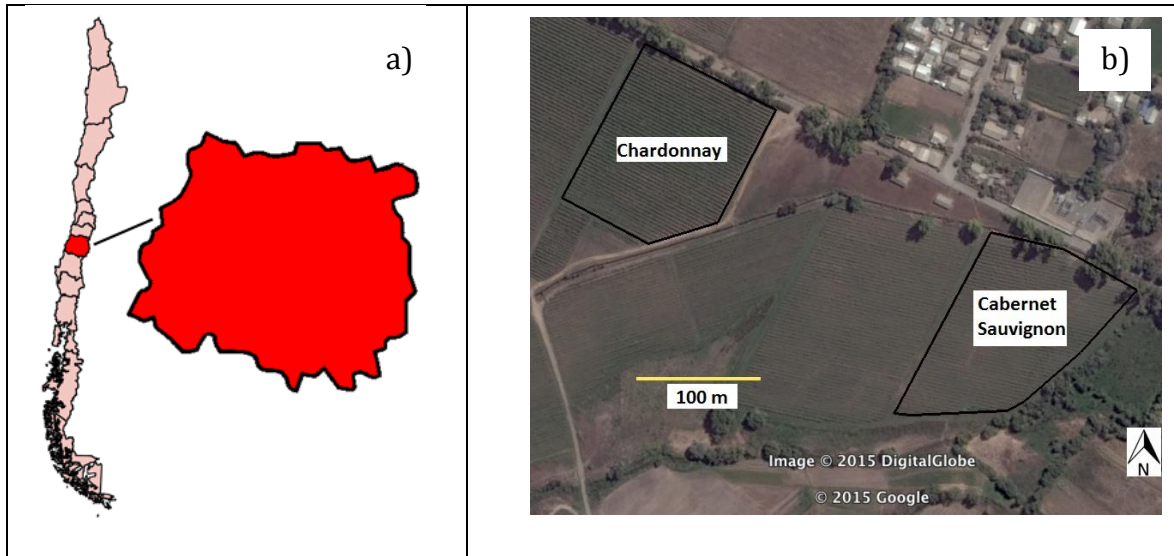 a)
b)
Chardonnay
Cabernet
Sauvignon
100 m
N
Image © 2015 DigitalGlobe
© 2015 Google